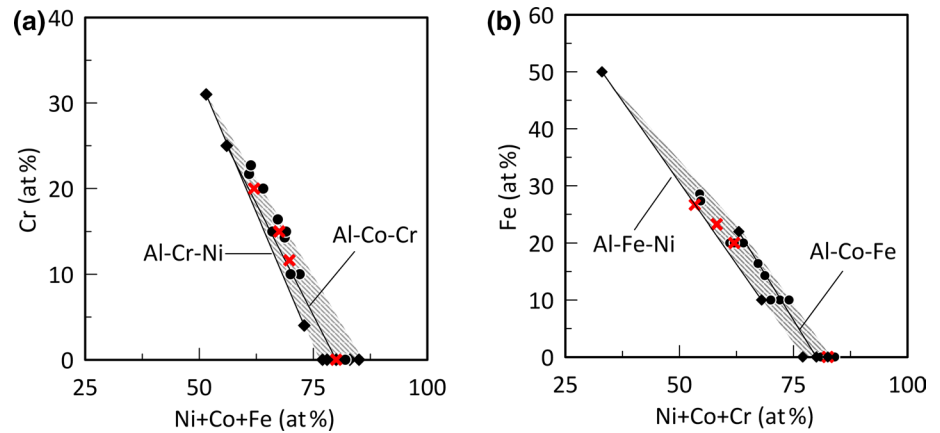 (a)
40
30
20
10
0
Cr (at %)
Al-Cr-Ni
Al-Co-Cr
25 50 75 100
Ni+Co+Fe (at %)
(b)
60
50
40
30
20
10
0
Fe (at %)
Al-Fe-Ni
Al-Co-Fe
25 50 75 100
Ni+Co+Cr (at %)